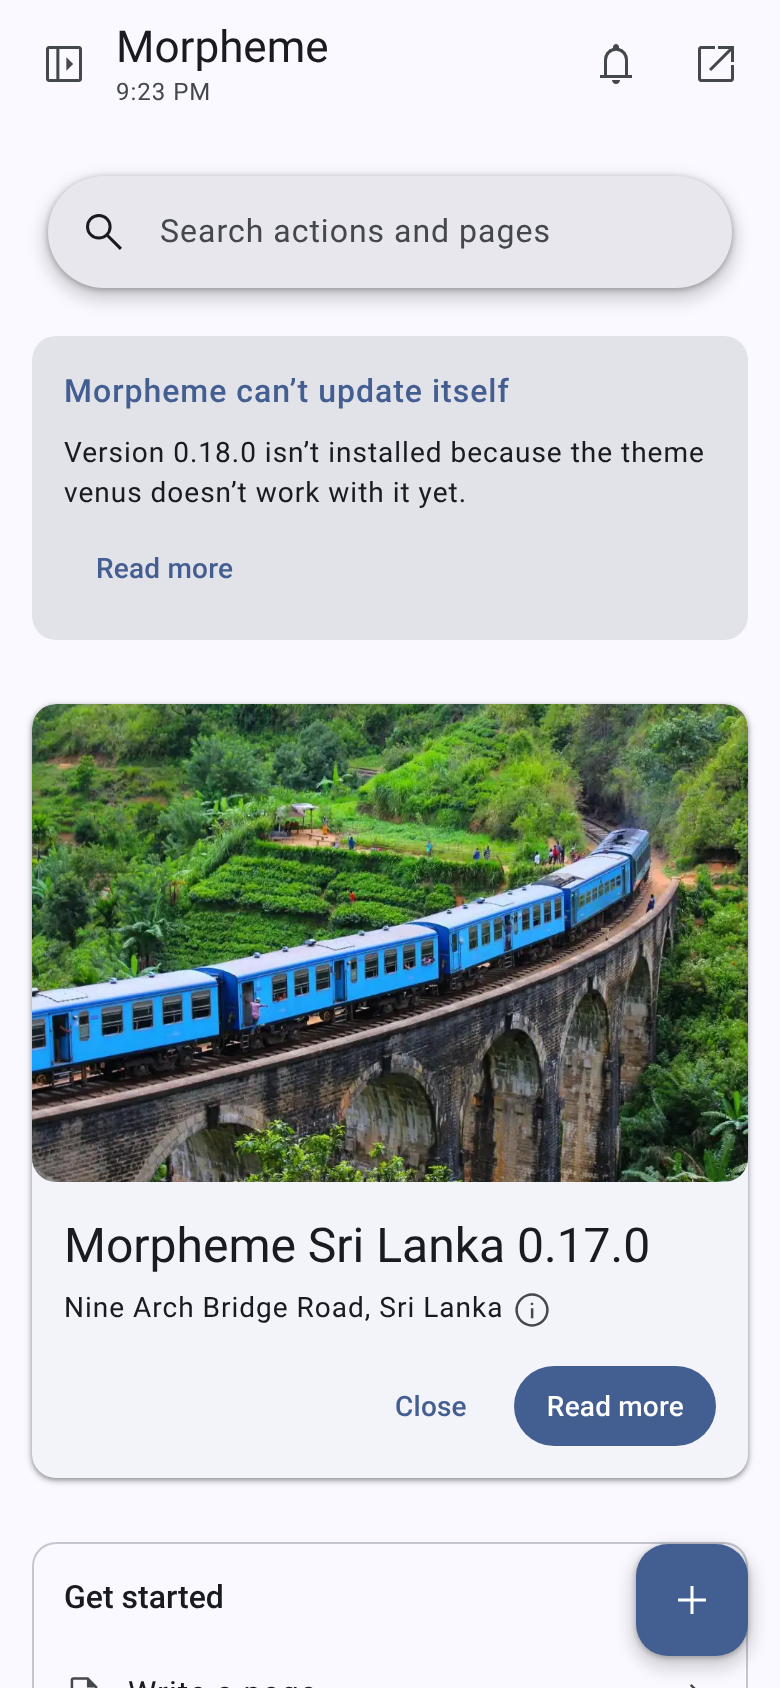 Morpheme
9:23 PM
Search actions and pages
Morpheme can’t update itself
Version 0.18.0 isn’t installed because the theme
venus doesn’t work with it yet.
Read more
Morpheme Sri Lanka 0.17.0
Nine Arch Bridge Road, Sri Lanka
Close
Read more
Get started
Write a page